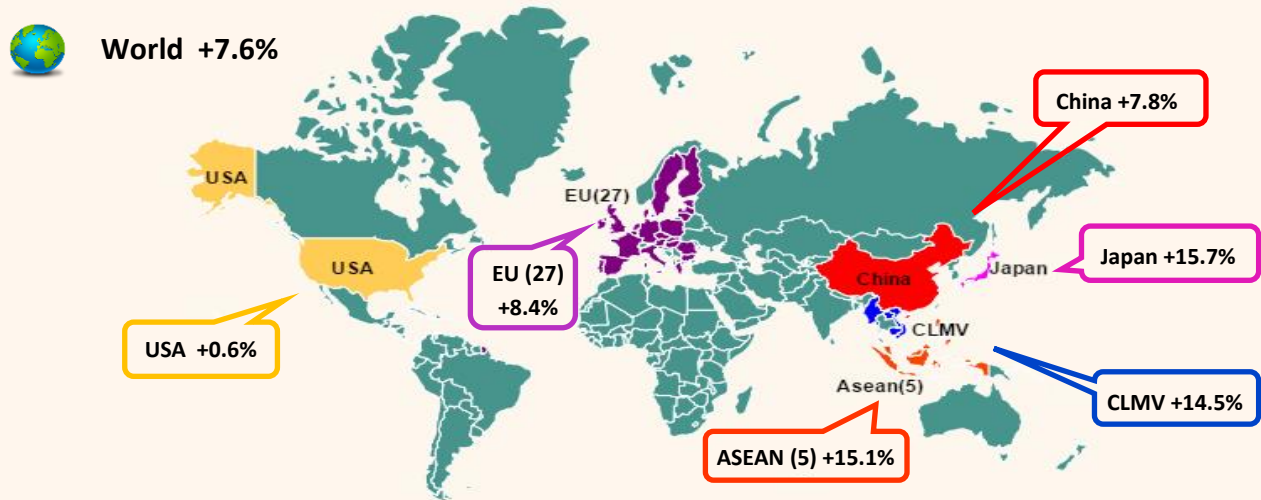 World +7.6%
China +7.8%
USA
EU(27)
USA
EU (27)
+8.4%
China
Japan
Japan +15.7%
CLMV
USA +0.6%
Asean(5)
CLMV +14.5%
ASEAN (5) +15.1%